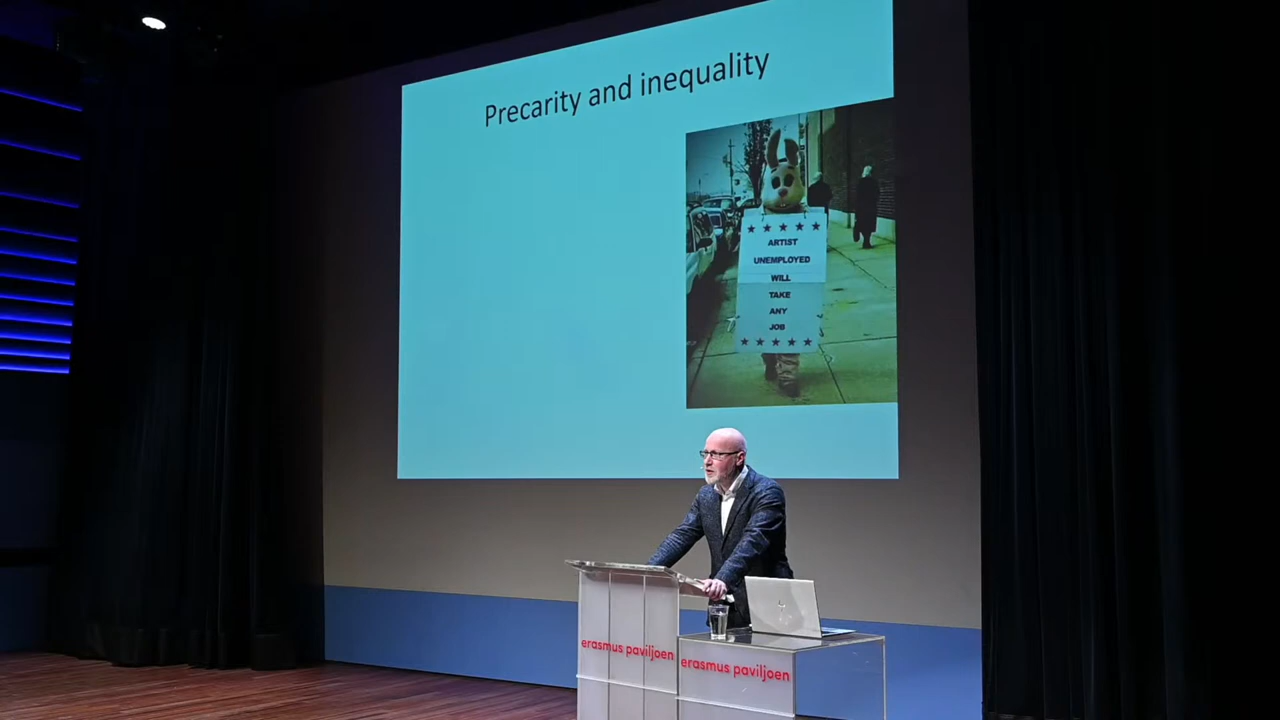 Precarity and inequality
★ ★ ★ ★ ★
ARTIST
UNEMPLOYED
WILL
TAKE
ANY
JOB
★ ★ ★ ★ ★
erasmus paviljoen
erasmus paviljoen